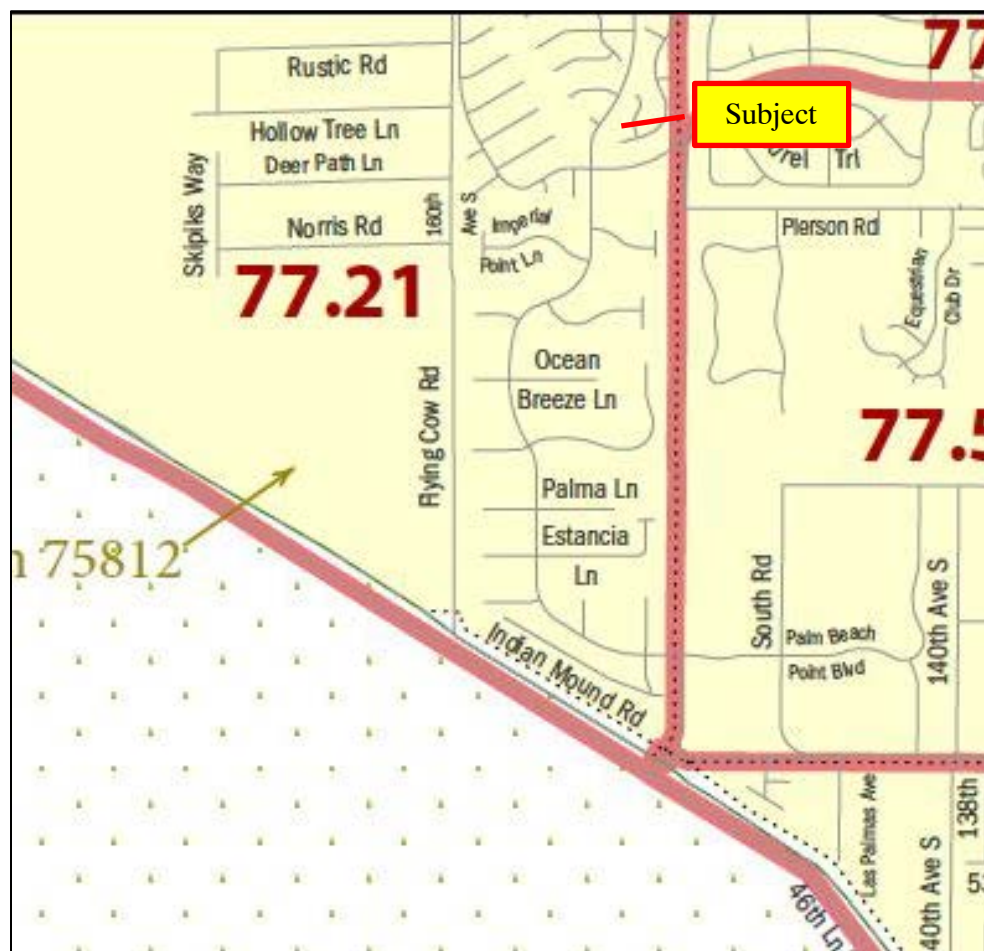 77
Rustic Rd
Subject
Hollow Tree Ln
urel Trl
Deer Path Ln
Skipiks Way
160th
Ave S
Norris Rd
Imperial
Point Ln
Pierson Rd
77.21
Equestrian
Club Dr
Ocean
Breeze Ln
Flying Cow Rd
77.5
Palma Ln
Estancia
Ln
n 75812
South Rd
Palm Beach
Point Blvd
140th Ave S
Indian Mound Rd
Las Palmas Ave
138th
53
46th Ln
40th Ave S